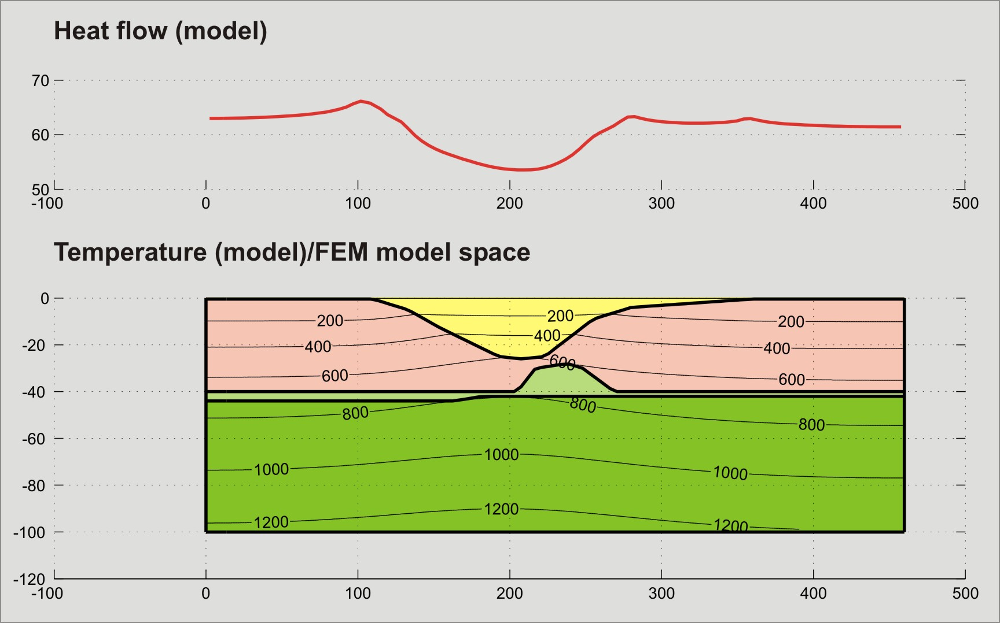 Heat flow (model)
70
60
50
-100 0 100 200 300 400 500
Temperature (model)/FEM model space
0
200 200 200
400 400 400
-20
600 600 600
-40
800 800 800
-60
1000 1000 1000
-80
1200 1200 1200
-100
-120
-100 0 100 200 300 400 500